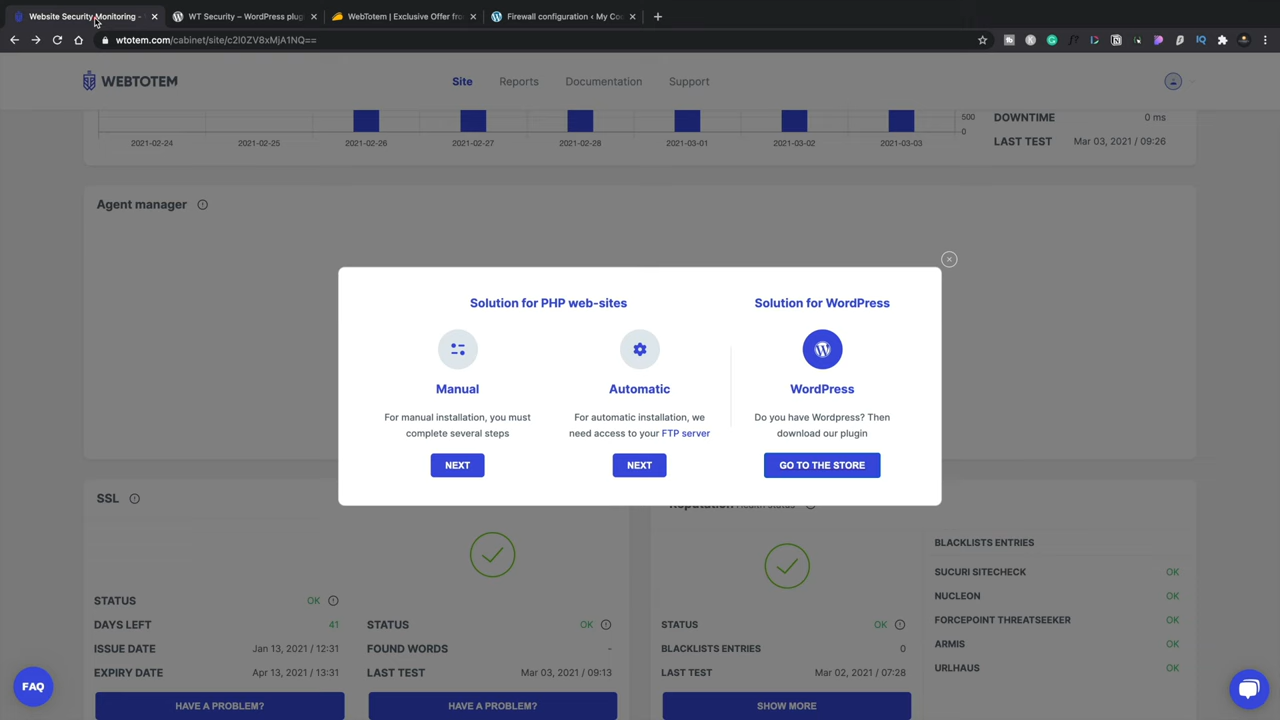 Website Security Monitoring -
WT Security – WordPress plug
WebTotem | Exclusive Offer fro
Firewall configuration ‹ My Co
wtotem.com/cabinet/site/c2l0ZV8xMjA1NQ==
WEBTOTEM
Site
Reports
Documentation
Support
500
0
2021-02-24
2021-02-25
2021-02-26
2021-02-27
2021-02-28
2021-03-01
2021-03-02
2021-03-03
DOWNTIME
0 ms
LAST TEST
Mar 03, 2021 / 09:26
Agent manager
Solution for PHP web-sites
Solution for WordPress
Manual
Automatic
WordPress
For manual installation, you must
complete several steps
For automatic installation, we
need access to your FTP server
Do you have Wordpress? Then
download our plugin
NEXT
NEXT
GO TO THE STORE
SSL
STATUS
OK
DAYS LEFT
41
ISSUE DATE
Jan 13, 2021 / 12:31
EXPIRY DATE
Apr 13, 2021 / 13:31
HAVE A PROBLEM?
STATUS
OK
FOUND WORDS
-
LAST TEST
Mar 03, 2021 / 09:13
HAVE A PROBLEM?
Reputation Health status
STATUS
OK
BLACKLISTS ENTRIES
0
LAST TEST
Mar 02, 2021 / 07:28
SHOW MORE
BLACKLISTS ENTRIES
SUCURI SITECHECK
OK
NUCLEON
OK
FORCEPOINT THREATSEEKER
OK
ARMIS
OK
URLHAUS
OK
FAQ